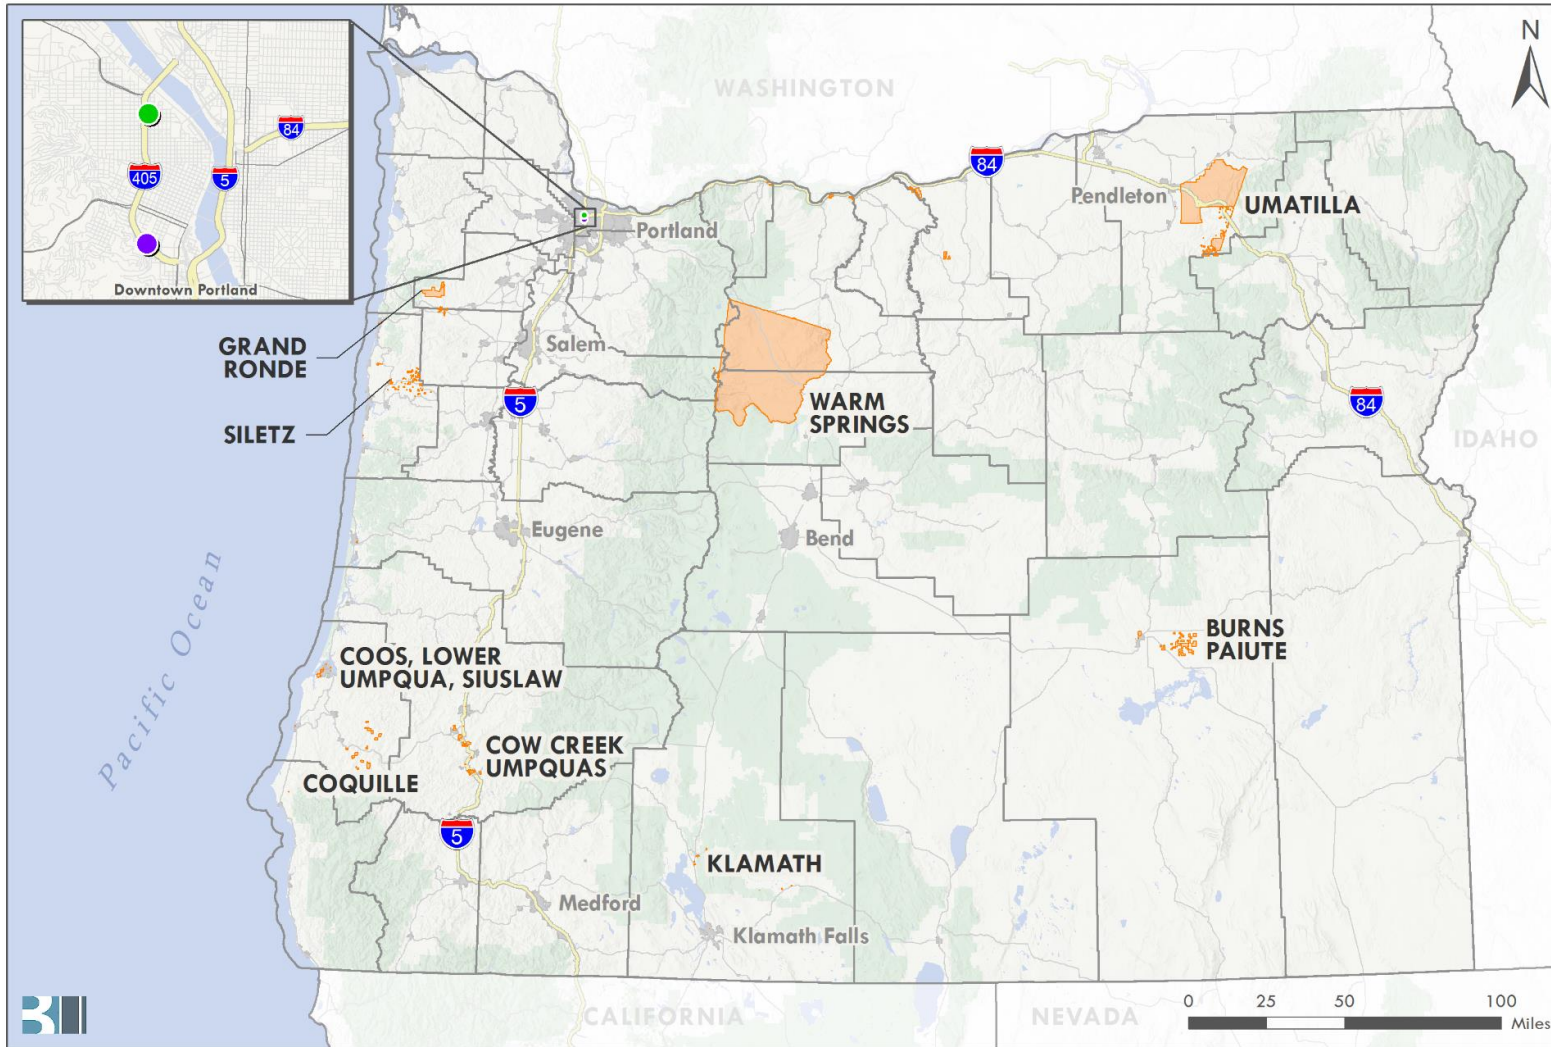 N
WASHINGTON
84
405
5
Downtown Portland
84
Pendleton
UMATILLA
Portland
GRAND
RONDE
Salem
SILETZ
5
WARM
SPRINGS
84
IDAHO
Eugene
Bend
Pacific Ocean
BURNS
PAIUTE
COOS, LOWER
UMPQUA, SIUSLAW
COW CREEK
UMPQUAS
COQUILLE
5
KLAMATH
Medford
Klamath Falls
CALIFORNIA
NEVADA
0 25 50 100
Miles